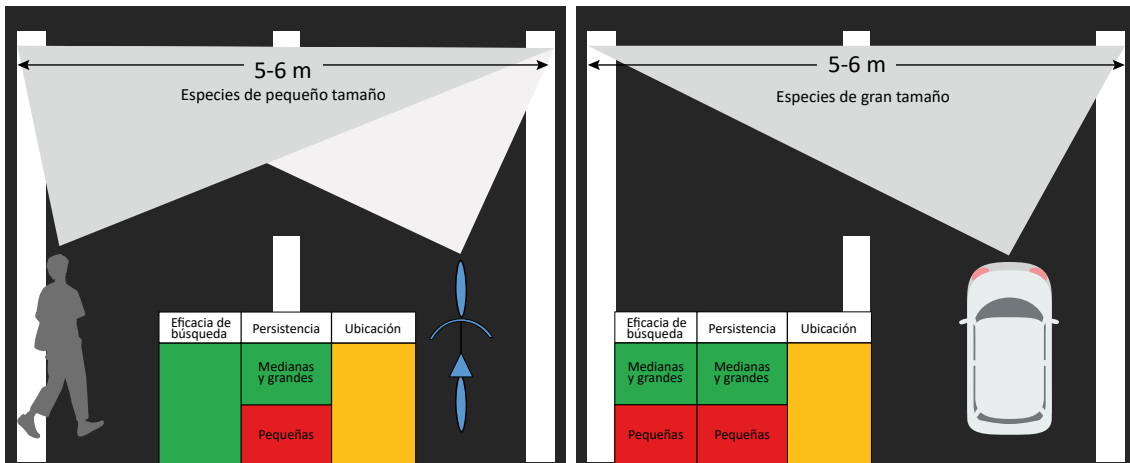 5-6 m
Especies de pequeño tamaño
Eficacia de
búsqueda
Persistencia
Ubicación
Medianas
y grandes
Pequeñas
5-6 m
Especies de gran tamaño
Eficacia de
búsqueda
Persistencia
Ubicación
Medianas
y grandes
Medianas
y grandes
Pequeñas
Pequeñas